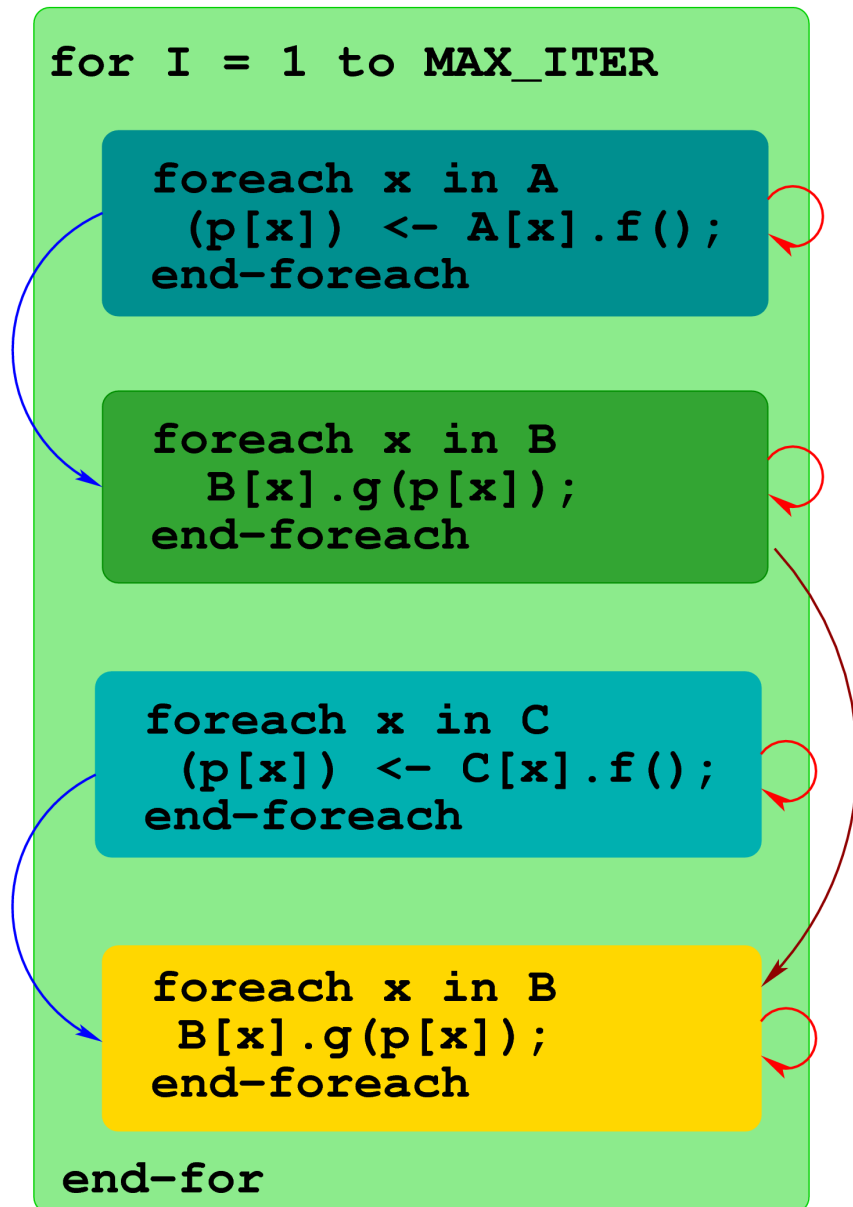 for I = 1 to MAX_ITER
foreach x in A
(p[x]) <- A[x].f();
end-foreach
foreach x in B
B[x].g(p[x]);
end-foreach
foreach x in C
(p[x]) <- C[x].f();
end-foreach
foreach x in B
B[x].g(p[x]);
end-foreach
end-for